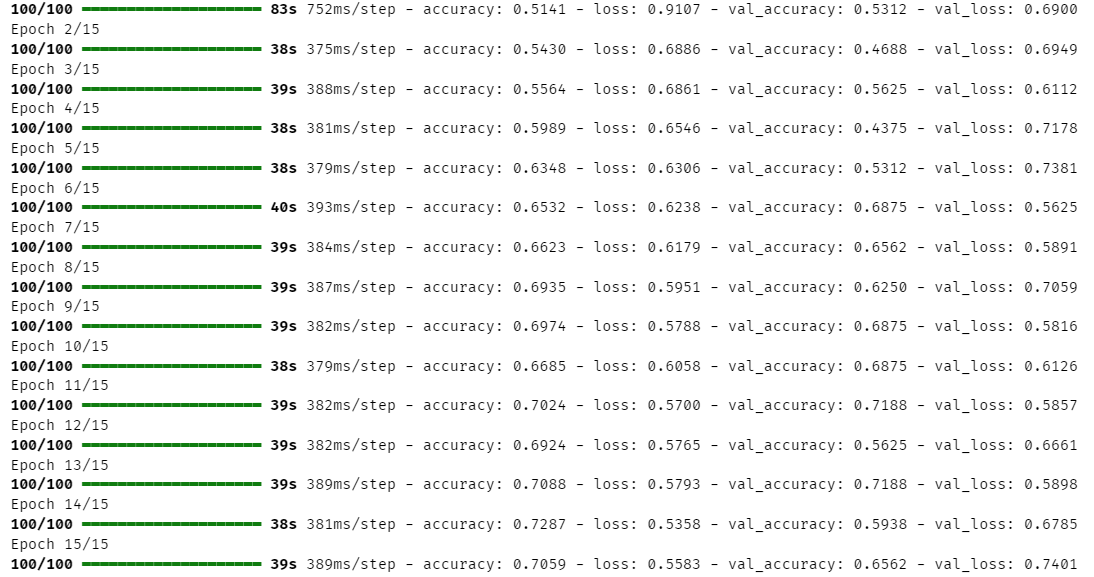 100/100 ━━━━━━━━━━━━━━━━━━━━ 83s 752ms/step - accuracy: 0.5141 - loss: 0.9107 - val_accuracy: 0.5312 - val_loss: 0.6900
Epoch 2/15
100/100 ━━━━━━━━━━━━━━━━━━━━ 38s 375ms/step - accuracy: 0.5430 - loss: 0.6886 - val_accuracy: 0.4688 - val_loss: 0.6949
Epoch 3/15
100/100 ━━━━━━━━━━━━━━━━━━━━ 39s 388ms/step - accuracy: 0.5564 - loss: 0.6861 - val_accuracy: 0.5625 - val_loss: 0.6112
Epoch 4/15
100/100 ━━━━━━━━━━━━━━━━━━━━ 38s 381ms/step - accuracy: 0.5989 - loss: 0.6546 - val_accuracy: 0.4375 - val_loss: 0.7178
Epoch 5/15
100/100 ━━━━━━━━━━━━━━━━━━━━ 38s 379ms/step - accuracy: 0.6348 - loss: 0.6306 - val_accuracy: 0.5312 - val_loss: 0.7381
Epoch 6/15
100/100 ━━━━━━━━━━━━━━━━━━━━ 40s 393ms/step - accuracy: 0.6532 - loss: 0.6238 - val_accuracy: 0.6875 - val_loss: 0.5625
Epoch 7/15
100/100 ━━━━━━━━━━━━━━━━━━━━ 39s 384ms/step - accuracy: 0.6623 - loss: 0.6179 - val_accuracy: 0.6562 - val_loss: 0.5891
Epoch 8/15
100/100 ━━━━━━━━━━━━━━━━━━━━ 39s 387ms/step - accuracy: 0.6935 - loss: 0.5951 - val_accuracy: 0.6250 - val_loss: 0.7059
Epoch 9/15
100/100 ━━━━━━━━━━━━━━━━━━━━ 39s 382ms/step - accuracy: 0.6974 - loss: 0.5788 - val_accuracy: 0.6875 - val_loss: 0.5816
Epoch 10/15
100/100 ━━━━━━━━━━━━━━━━━━━━ 38s 379ms/step - accuracy: 0.6685 - loss: 0.6058 - val_accuracy: 0.6875 - val_loss: 0.6126
Epoch 11/15
100/100 ━━━━━━━━━━━━━━━━━━━━ 39s 382ms/step - accuracy: 0.7024 - loss: 0.5700 - val_accuracy: 0.7188 - val_loss: 0.5857
Epoch 12/15
100/100 ━━━━━━━━━━━━━━━━━━━━ 39s 382ms/step - accuracy: 0.6924 - loss: 0.5765 - val_accuracy: 0.5625 - val_loss: 0.6661
Epoch 13/15
100/100 ━━━━━━━━━━━━━━━━━━━━ 39s 389ms/step - accuracy: 0.7088 - loss: 0.5793 - val_accuracy: 0.7188 - val_loss: 0.5898
Epoch 14/15
100/100 ━━━━━━━━━━━━━━━━━━━━ 38s 381ms/step - accuracy: 0.7287 - loss: 0.5358 - val_accuracy: 0.5938 - val_loss: 0.6785
Epoch 15/15
100/100 ━━━━━━━━━━━━━━━━━━━━ 39s 389ms/step - accuracy: 0.7059 - loss: 0.5583 - val_accuracy: 0.6562 - val_loss: 0.7401